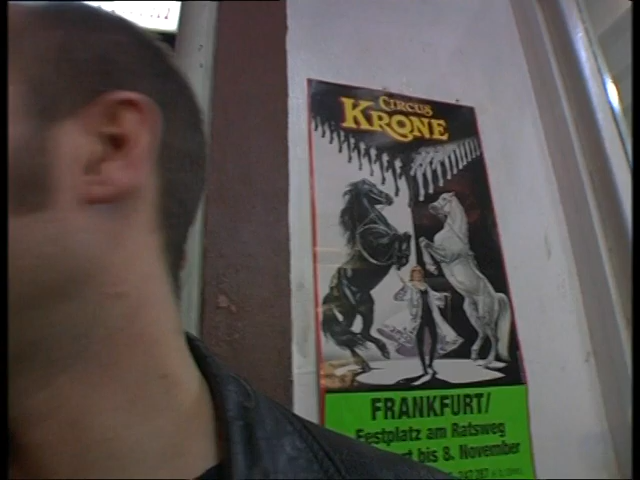 CIRCUS
KRONE
FRANKFURT/
Festplatz am Ratsweg
bis 8. November